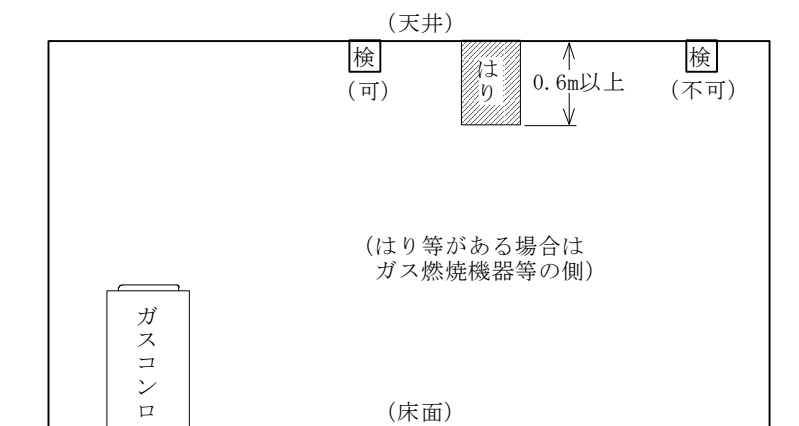 (天井)
検
はり
検
(可)
0.6m以上
(不可)
(はり等がある場合は
ガス燃焼機器等の側)
ガスコンロ
(床面)